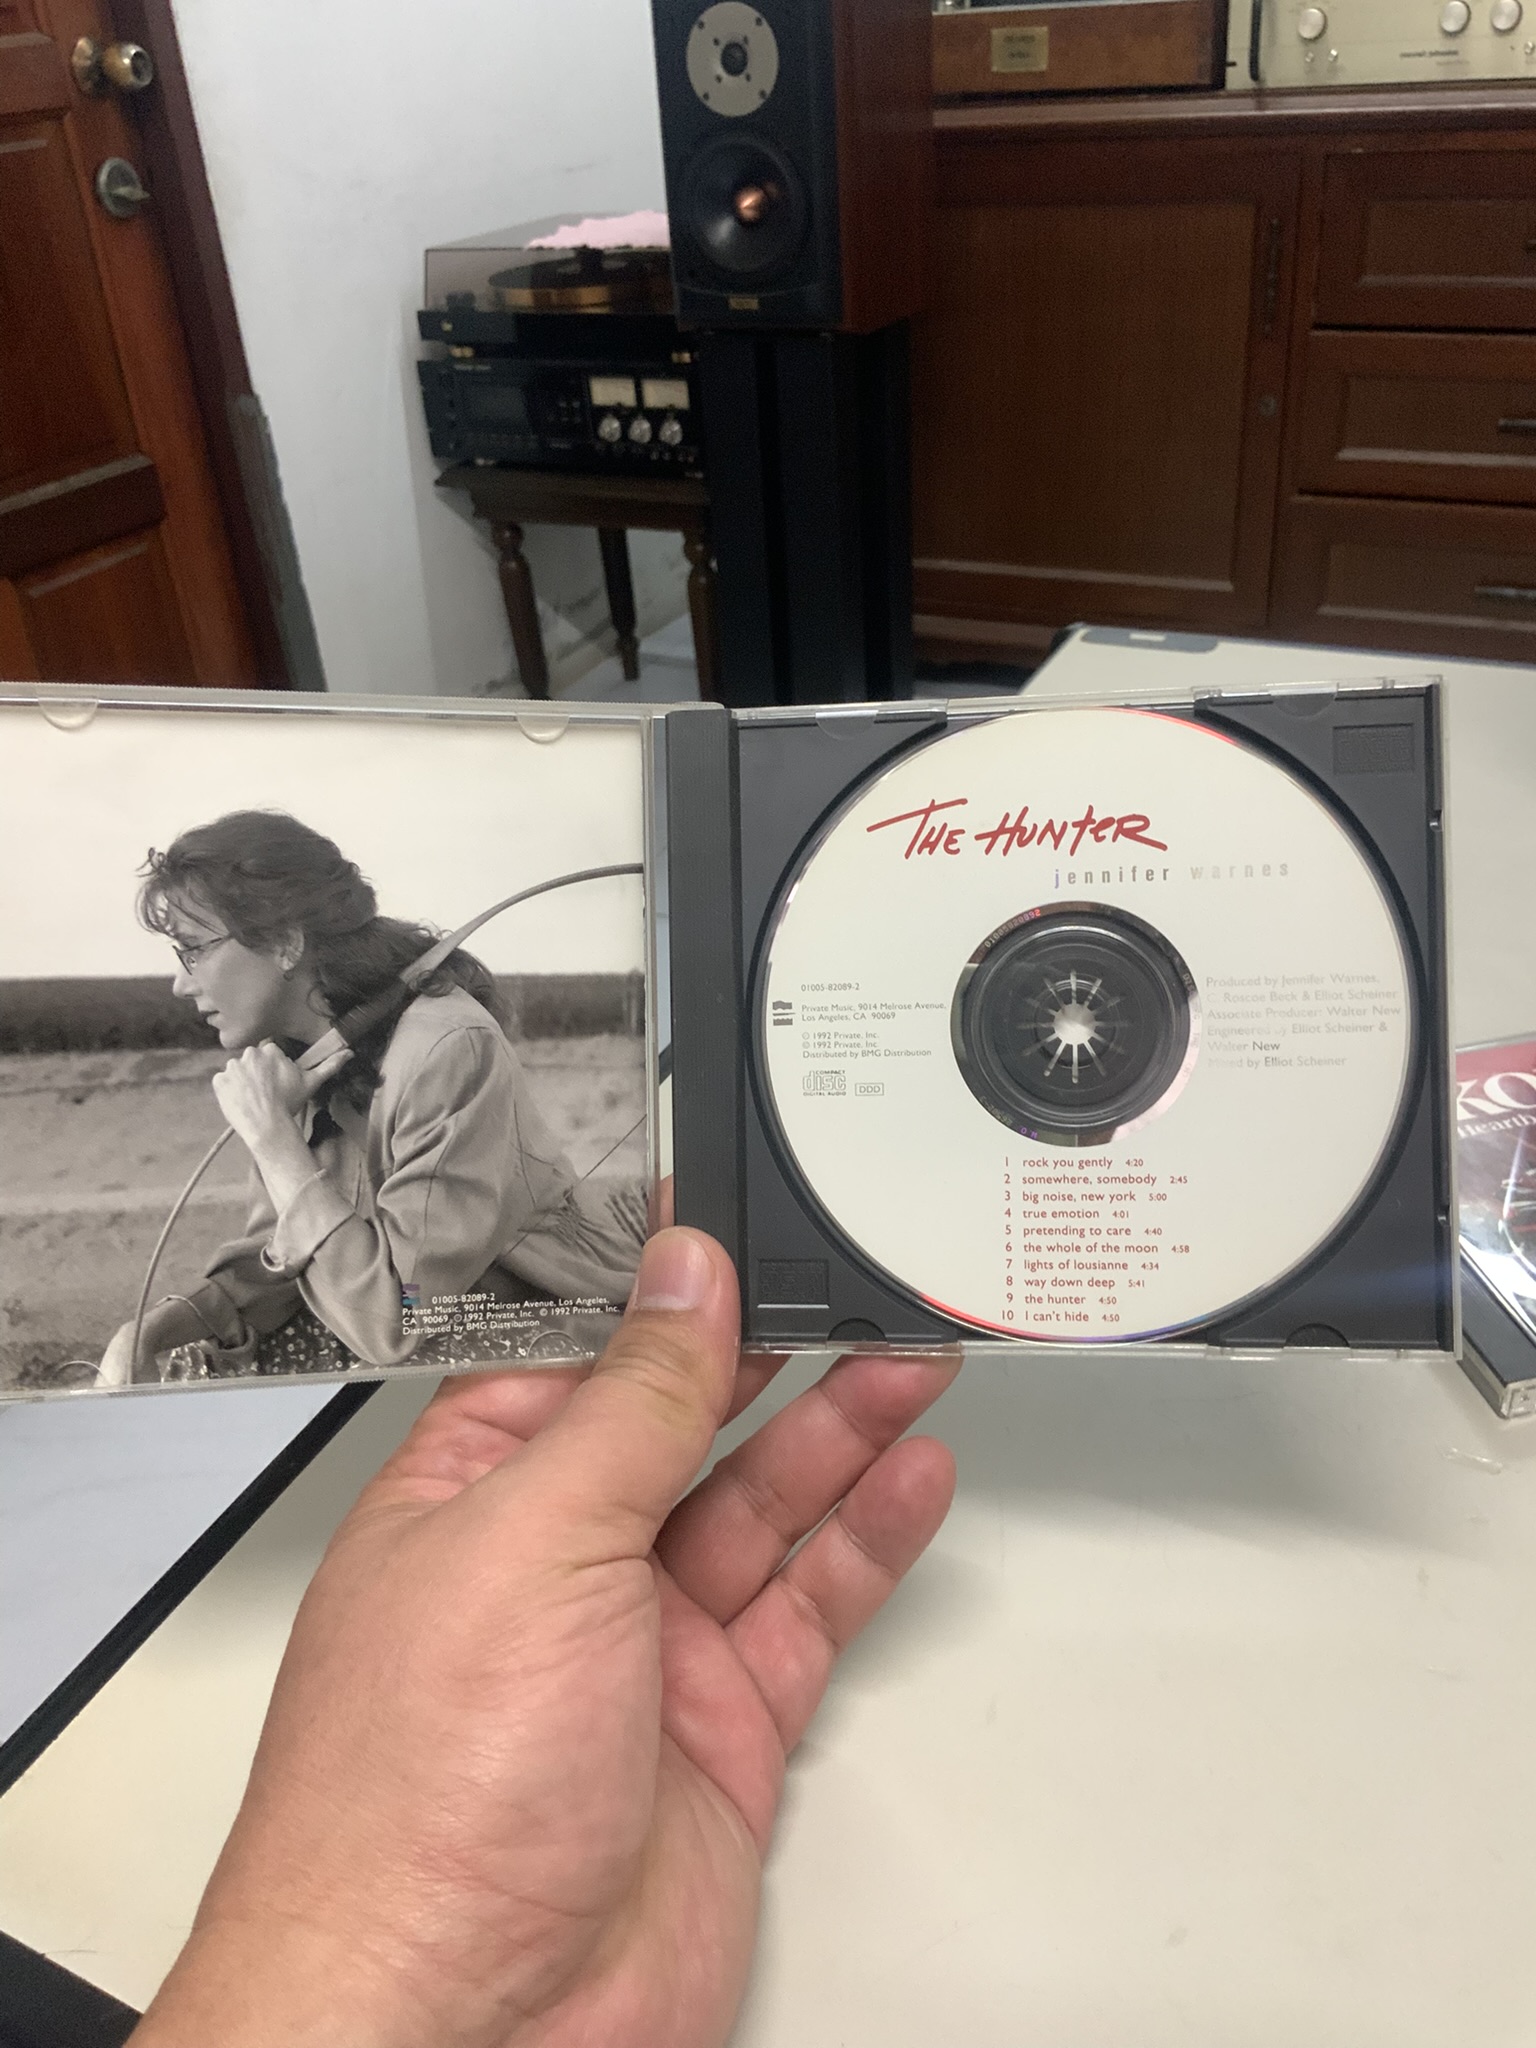 THE HUNTER
jennifer warnes
01005-82089-2
Private Music, 9014 Melrose Avenue,
Los Angeles, CA 90069
℗ 1992 Private, Inc.
© 1992 Private, Inc.
Distributed by BMG Distribution
COMPACT
disc
DIGITAL AUDIO
DDD
Produced by Jennifer Warnes,
C. Roscoe Beck & Elliot Scheiner
Associate Producer: Walter New
Engineered by Elliot Scheiner &
Walter New
Mixed by Elliot Scheiner
1 rock you gently 4:20
2 somewhere, somebody 2:45
3 big noise, new york 5:00
4 true emotion 4:01
5 pretending to care 4:40
6 the whole of the moon 4:58
7 lights of lousianne 4:34
8 way down deep 5:41
9 the hunter 4:50
10 I can't hide 4:50
01005-82089-2
Private Music, 9014 Melrose Avenue, Los Angeles,
CA 90069 ℗ 1992 Private, Inc. © 1992 Private, Inc.
Distributed by BMG Distribution